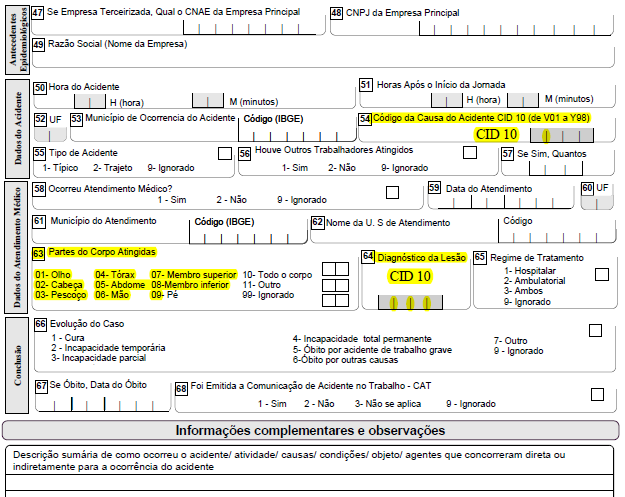 Antecedentes Epidemiológicos
47 Se Empresa Terceirizada, Qual o CNAE da Empresa Principal
48 CNPJ da Empresa Principal
49 Razão Social (Nome da Empresa)
Dados do Acidente
50 Hora do Acidente
H (hora) M (minutos)
51 Horas Após o Início da Jornada
H (hora) M (minutos)
52 UF
53 Município de Ocorrencia do Acidente Código (IBGE)
54 Código da Causa do Acidente CID 10 (de V01 a Y98)
CID 10
55 Tipo de Acidente
1- Típico 2- Trajeto 9- Ignorado
56 Houve Outros Trabalhadores Atingidos
1- Sim 2- Não 9- Ignorado
57 Se Sim, Quantos
Dados do Atendimento Médico
58 Ocorreu Atendimento Médico?
1 - Sim 2 - Não 9 - Ignorado
59 Data do Atendimento
60 UF
61 Município do Atendimento Código (IBGE)
62 Nome da U. S de Atendimento Código
63 Partes do Corpo Atingidas
01- Olho 04- Tórax 07- Membro superior 10- Todo o corpo
02- Cabeça 05- Abdome 08-Membro inferior 11- Outro
03- Pescoço 06- Mão 09- Pé 99- Ignorado
64 Diagnóstico da Lesão
CID 10
65 Regime de Tratamento
1- Hospitalar
2- Ambulatorial
3- Ambos
9- Ignorado
Conclusão
66 Evolução do Caso
1 - Cura 4- Incapacidade total permanente 7- Outro
2 - Incapacidade temporária 5- Óbito por acidente de trabalho grave 9 - Ignorado
3- Incapacidade parcial 6-Óbito por outras causas
67 Se Óbito, Data do Óbito
68 Foi Emitida a Comunicação de Acidente no Trabalho - CAT
1 - Sim 2 - Não 3- Não se aplica 9 - Ignorado
Informações complementares e observações
Descrição sumária de como ocorreu o acidente/ atividade/ causas/ condições/ objeto/ agentes que concorreram direta ou
indiretamente para a ocorrência do acidente